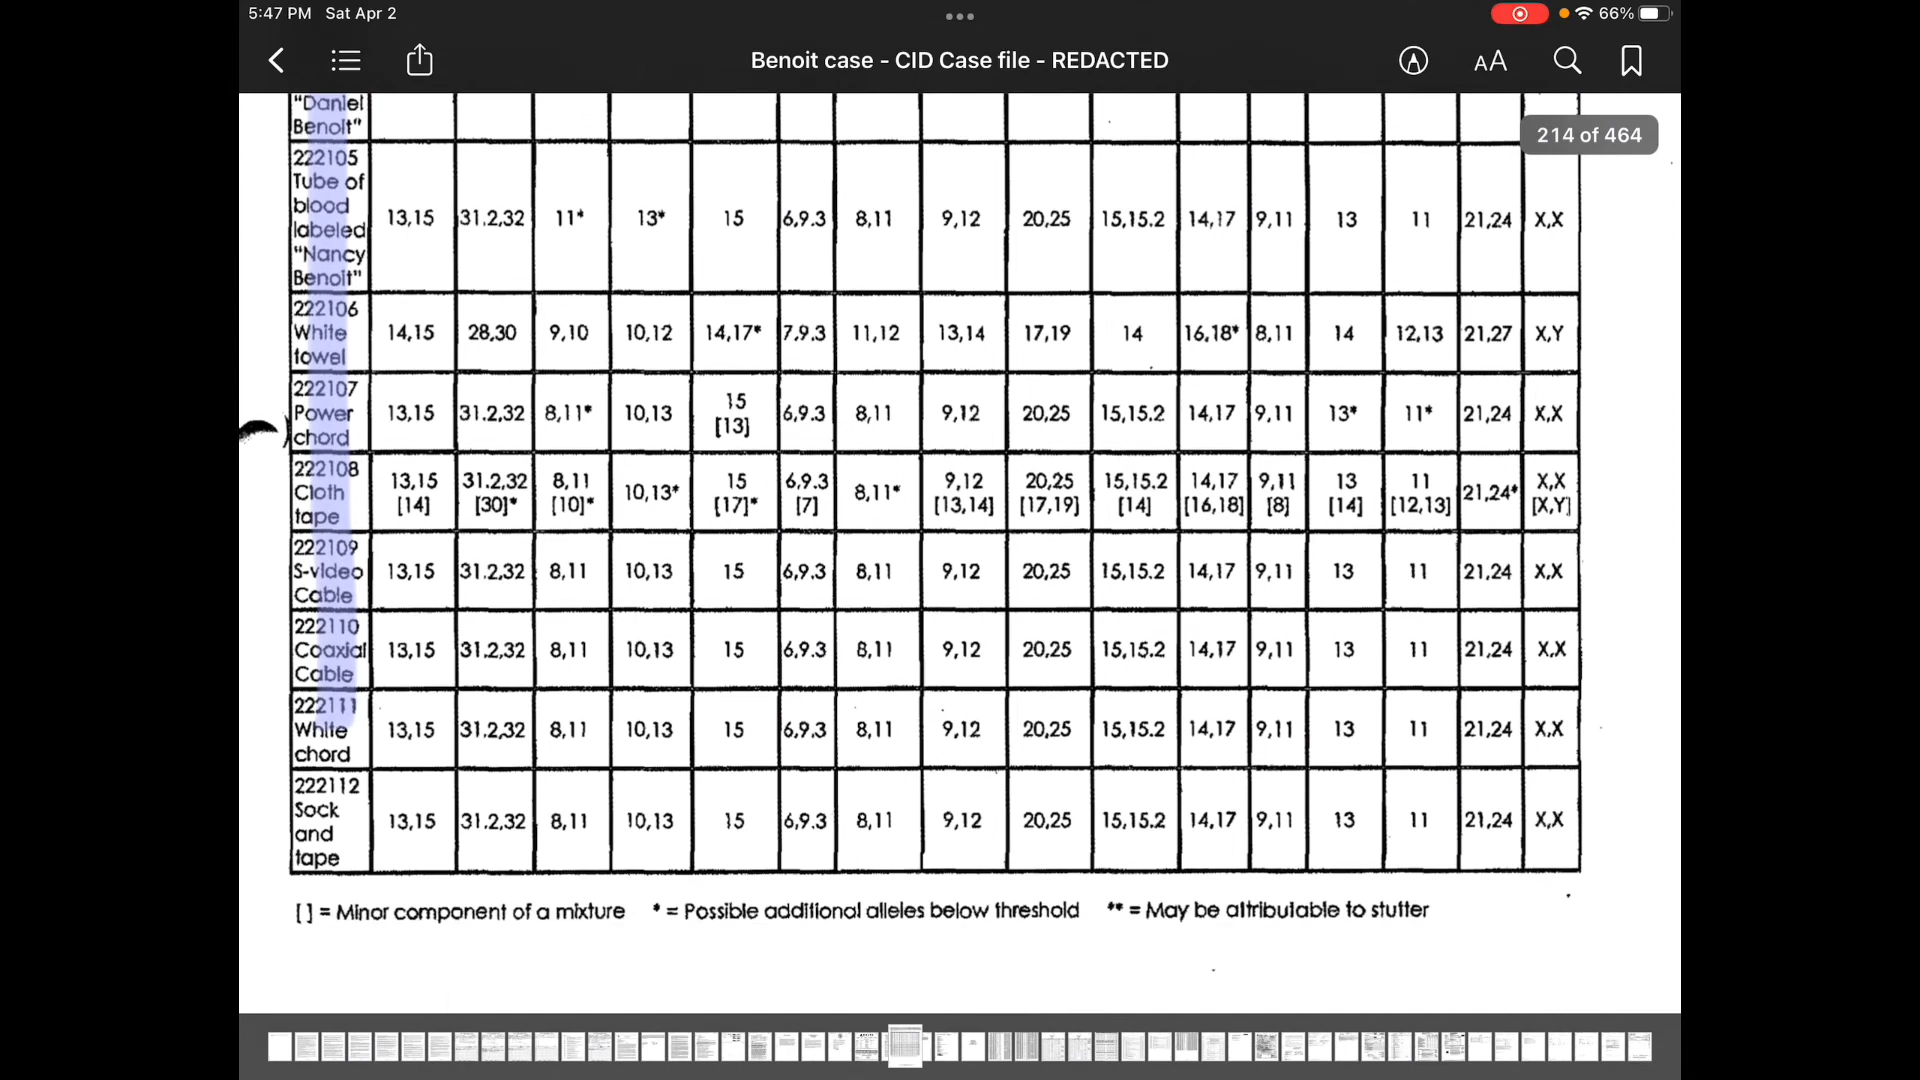 5:47 PM Sat Apr 2
66%
Benoit case - CID Case file - REDACTED
AA
214 of 464
"Daniel
Benoit"
222105
Tube of
blood
labeled
"Nancy
Benoit"
13,15 31.2,32 11* 13* 15 6,9.3 8,11 9,12 20,25 15,15.2 14,17 9,11 13 11 21,24 X,X
222106
White
towel
14,15 28,30 9,10 10,12 14,17* 7,9.3 11,12 13,14 17,19 14 16,18* 8,11 14 12,13 21,27 X,Y
222107
Power
chord
13,15 31.2,32 8,11* 10,13 15 6,9.3 8,11 9,12 20,25 15,15.2 14,17 9,11 13* 11* 21,24 X,X
[13]
222108
Cloth
tape
13,15 31.2,32 8,11 10,13* 15 6,9.3 8,11* 9,12 20,25 15,15.2 14,17 9,11 13 11 21,24* X,X
[14] [30]* [10]* [17]* [7] [13,14] [17,19] [14] [16,18] [8] [14] [12,13] [X,Y]
222109
S-video
Cable
13,15 31.2,32 8,11 10,13 15 6,9.3 8,11 9,12 20,25 15,15.2 14,17 9,11 13 11 21,24 X,X
222110
Coaxial
Cable
13,15 31.2,32 8,11 10,13 15 6,9.3 8,11 9,12 20,25 15,15.2 14,17 9,11 13 11 21,24 X,X
222111
White
chord
13,15 31.2,32 8,11 10,13 15 6,9.3 8,11 9,12 20,25 15,15.2 14,17 9,11 13 11 21,24 X,X
222112
Sock
and
tape
13,15 31.2,32 8,11 10,13 15 6,9.3 8,11 9,12 20,25 15,15.2 14,17 9,11 13 11 21,24 X,X
[ ] = Minor component of a mixture * = Possible additional alleles below threshold ** = May be attributable to stutter